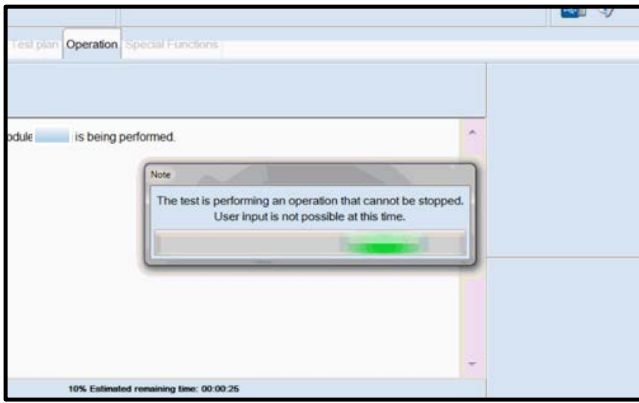 Test plan Operation Special Functions
is being performed.
Note
The test is performing an operation that cannot be stopped.
User input is not possible at this time.
10% Estimated remaining time: 00:00:25